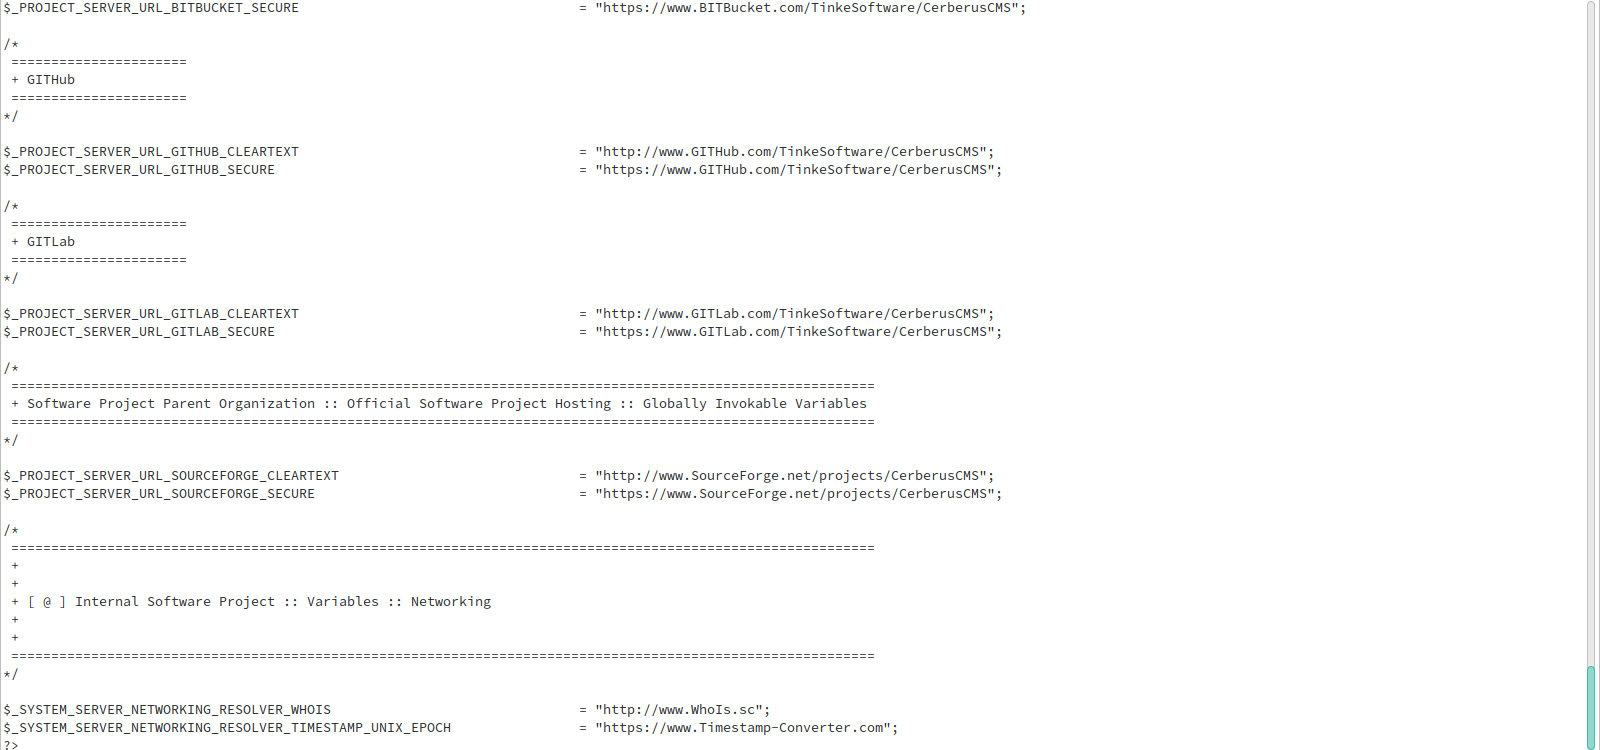 $_PROJECT_SERVER_URL_BITBUCKET_SECURE = "https://www.BITBucket.com/TinkeSoftware/CerberusCMS";
/*
======================
+ GITHub
======================
*/
$_PROJECT_SERVER_URL_GITHUB_CLEARTEXT = "http://www.GITHub.com/TinkeSoftware/CerberusCMS";
$_PROJECT_SERVER_URL_GITHUB_SECURE = "https://www.GITHub.com/TinkeSoftware/CerberusCMS";
/*
======================
+ GITLab
======================
*/
$_PROJECT_SERVER_URL_GITLAB_CLEARTEXT = "http://www.GITLab.com/TinkeSoftware/CerberusCMS";
$_PROJECT_SERVER_URL_GITLAB_SECURE = "https://www.GITLab.com/TinkeSoftware/CerberusCMS";
/*
============================================================================================================
+ Software Project Parent Organization :: Official Software Project Hosting :: Globally Invokable Variables
============================================================================================================
*/
$_PROJECT_SERVER_URL_SOURCEFORGE_CLEARTEXT = "http://www.SourceForge.net/projects/CerberusCMS";
$_PROJECT_SERVER_URL_SOURCEFORGE_SECURE = "https://www.SourceForge.net/projects/CerberusCMS";
/*
============================================================================================================
+
+
+ [ @ ] Internal Software Project :: Variables :: Networking
+
+
============================================================================================================
*/
$_SYSTEM_SERVER_NETWORKING_RESOLVER_WHOIS = "http://www.WhoIs.sc";
$_SYSTEM_SERVER_NETWORKING_RESOLVER_TIMESTAMP_UNIX_EPOCH = "https://www.Timestamp-Converter.com";
?>